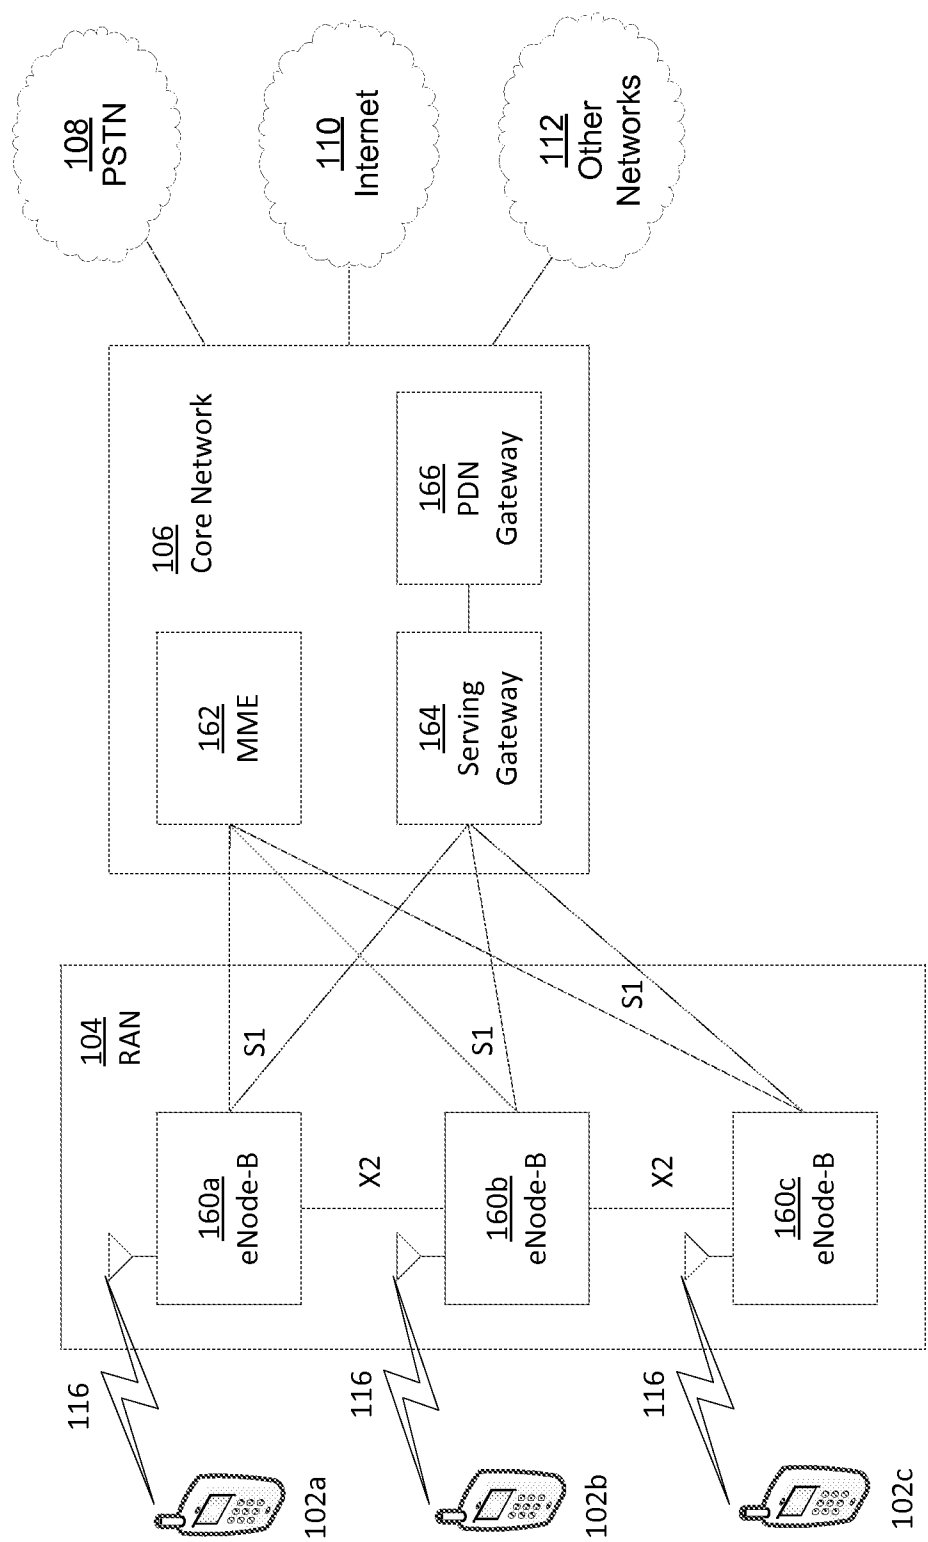 102a
116
160a
eNode-B
104
RAN
S1
X2
102b
116
160b
eNode-B
S1
X2
102c
116
160c
eNode-B
S1
106
Core Network
162
MME
164
Serving
Gateway
166
PDN
Gateway
108
PSTN
110
Internet
112
Other
Networks